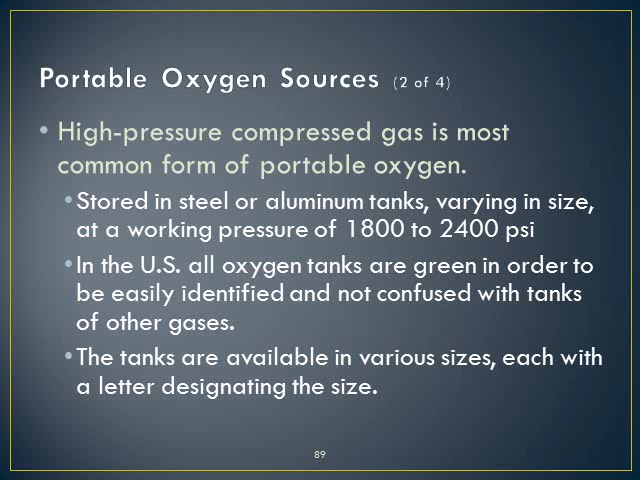 Portable Oxygen Sources (2 of 4)
• High-pressure compressed gas is most
common form of portable oxygen.
• Stored in steel or aluminum tanks, varying in size,
at a working pressure of 1800 to 2400 psi
• In the U.S. all oxygen tanks are green in order to
be easily identified and not confused with tanks
of other gases.
• The tanks are available in various sizes, each with
a letter designating the size.
89